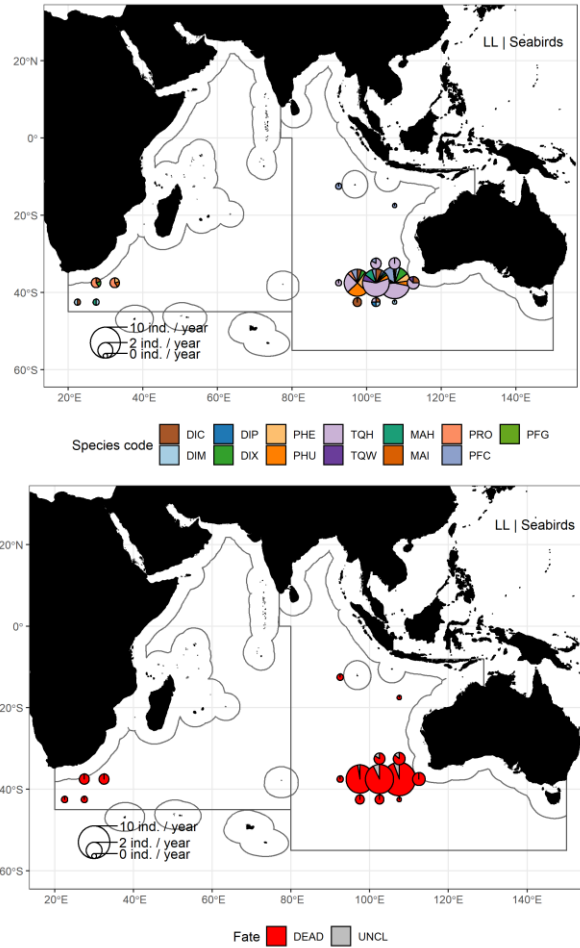 LL | Seabirds
20°N
0°
20°S
40°S
60°S
10 ind. / year
2 ind. / year
0 ind. / year
20°E 40°E 60°E 80°E 100°E 120°E 140°E
Species code DIC DIP PHE TQH MAH PRO PFG
DIM DIX PHU TQW MAI PFC
LL | Seabirds
20°N
0°
20°S
40°S
60°S
10 ind. / year
2 ind. / year
0 ind. / year
20°E 40°E 60°E 80°E 100°E 120°E 140°E
Fate DEAD UNCL